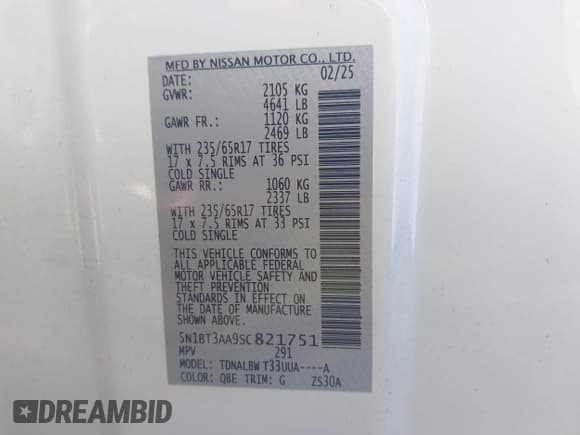 MFD BY NISSAN MOTOR CO., LTD.
DATE: 02/25
GVWR: 2105 KG
4641 LB
GAWR FR.: 1120 KG
2469 LB
WITH 235/65R17 TIRES
17 x 7.5 RIMS AT 36 PSI
COLD SINGLE
GAWR RR.: 1060 KG
2337 LB
WITH 235/65R17 TIRES
17 x 7.5 RIMS AT 33 PSI
COLD SINGLE
THIS VEHICLE CONFORMS TO
ALL APPLICABLE FEDERAL
MOTOR VEHICLE SAFETY AND
THEFT PREVENTION
STANDARDS IN EFFECT ON
THE DATE OF MANUFACTURE
SHOWN ABOVE.
5N1BT3AA9SC821751
MPV 291
MODEL: TDNALBW T33UUA----A
COLOR: QBE TRIM: G ZS30A
DREAMBID